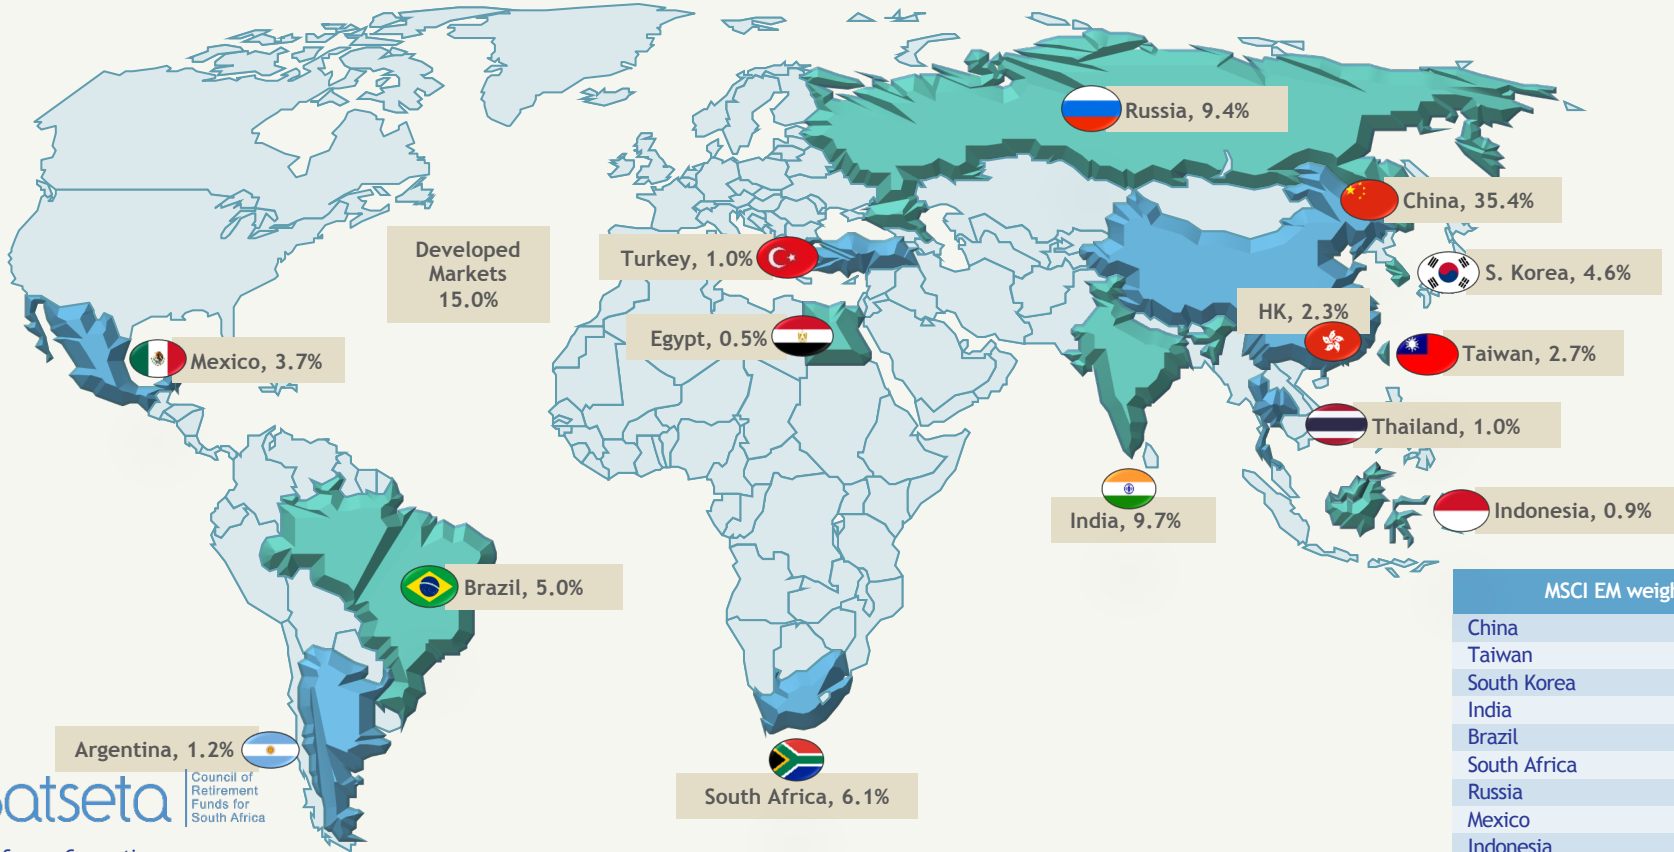 Russia, 9.4%
China, 35.4%
Developed
Markets
15.0%
Turkey, 1.0%
S. Korea, 4.6%
HK, 2.3%
Egypt, 0.5%
Taiwan, 2.7%
Mexico, 3.7%
Thailand, 1.0%
Indonesia, 0.9%
India, 9.7%
Brazil, 5.0%
MSCI EM weigh
China
Taiwan
South Korea
India
Brazil
South Africa
Russia
Mexico
Indonesia
Argentina, 1.2%
South Africa, 6.1%
batseta
Council of
Retirement
Funds for
South Africa